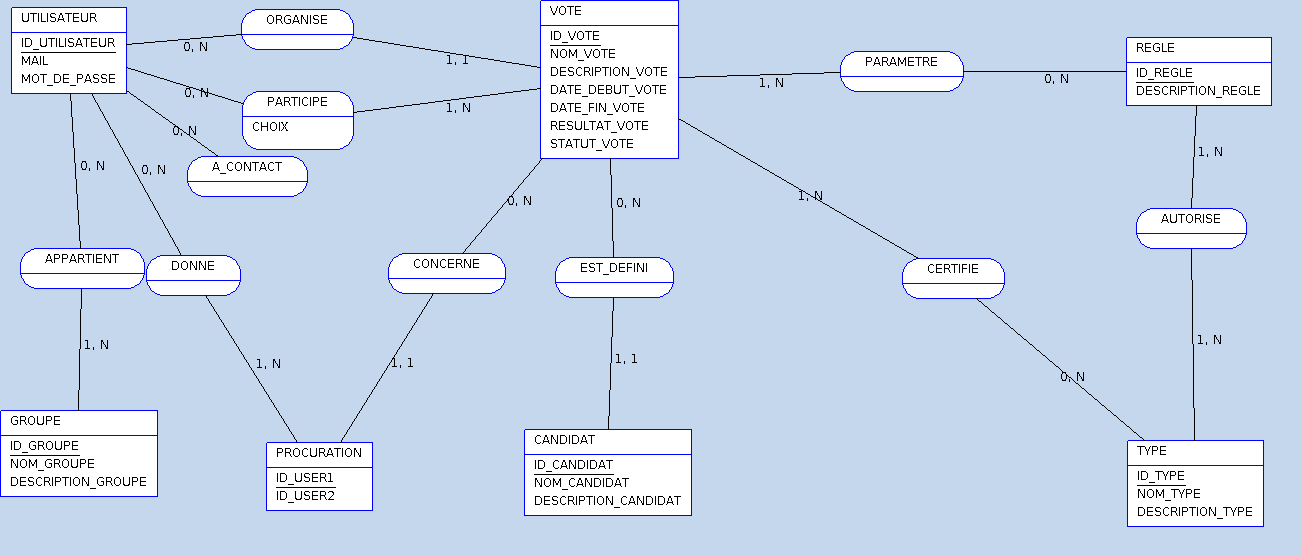 UTILISATEUR
ID_UTILISATEUR
MAIL
MOT_DE_PASSE
ORGANISE
0, N
1, 1
PARTICIPE
CHOIX
0, N
1, N
A_CONTACT
0, N
VOTE
ID_VOTE
NOM_VOTE
DESCRIPTION_VOTE
DATE_DEBUT_VOTE
DATE_FIN_VOTE
RESULTAT_VOTE
STATUT_VOTE
PARAMETRE
1, N
0, N
REGLE
ID_REGLE
DESCRIPTION_REGLE
0, N
0, N
0, N
0, N
1, N
1, N
APPARTIENT
DONNE
CONCERNE
EST_DEFINI
CERTIFIE
AUTORISE
1, N
1, N
1, 1
1, 1
0, N
1, N
GROUPE
ID_GROUPE
NOM_GROUPE
DESCRIPTION_GROUPE
PROCURATION
ID_USER1
ID_USER2
CANDIDAT
ID_CANDIDAT
NOM_CANDIDAT
DESCRIPTION_CANDIDAT
TYPE
ID_TYPE
NOM_TYPE
DESCRIPTION_TYPE